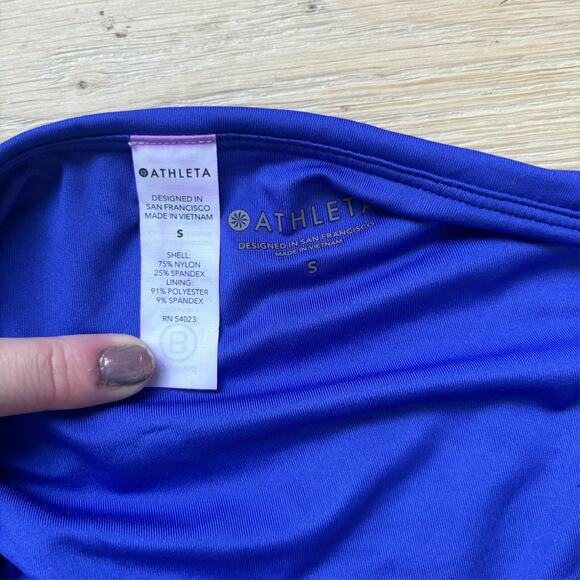 ATHLETA
DESIGNED IN
SAN FRANCISCO
MADE IN VIETNAM
S
SHELL:
75% NYLON
25% SPANDEX
LINING:
91% POLYESTER
9% SPANDEX
RN 54023
B
ATHLETA
DESIGNED IN SAN FRANCISCO
MADE IN VIETNAM
S